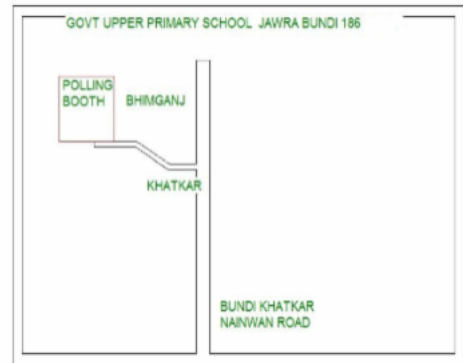 GOVT UPPER PRIMARY SCHOOL JAWRA BUNDI 186
POLLING
BOOTH
BHIMGANJ
KHATKAR
BUNDI KHATKAR
NAINWAN ROAD